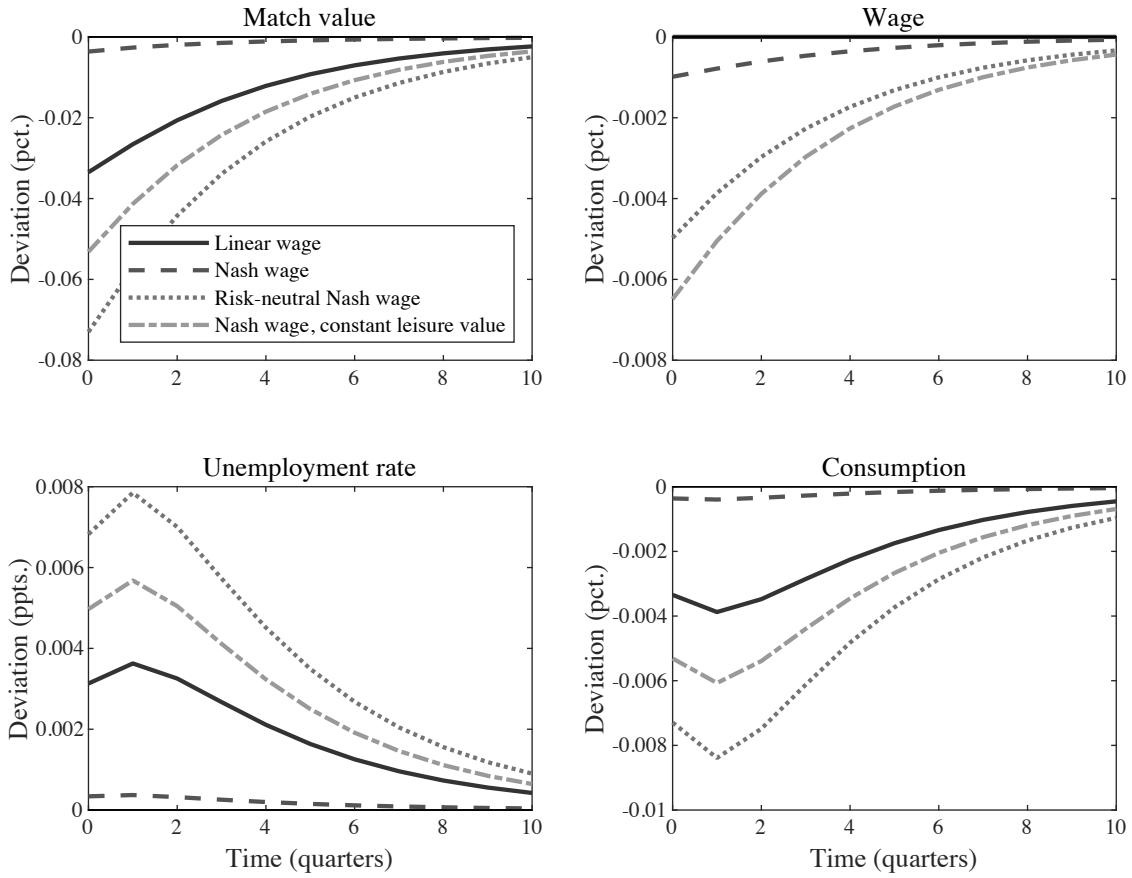 Match value
Deviation (pct.)
0
-0.02
-0.04
-0.06
-0.08
Linear wage
Nash wage
Risk-neutral Nash wage
Nash wage, constant leisure value
0 2 4 6 8 10
Wage
Deviation (pct.)
0
-0.002
-0.004
-0.006
-0.008
0 2 4 6 8 10
Unemployment rate
Deviation (ppts.)
0.008
0.006
0.004
0.002
0
0 2 4 6 8 10
Time (quarters)
Consumption
Deviation (pct.)
0
-0.002
-0.004
-0.006
-0.008
-0.01
0 2 4 6 8 10
Time (quarters)